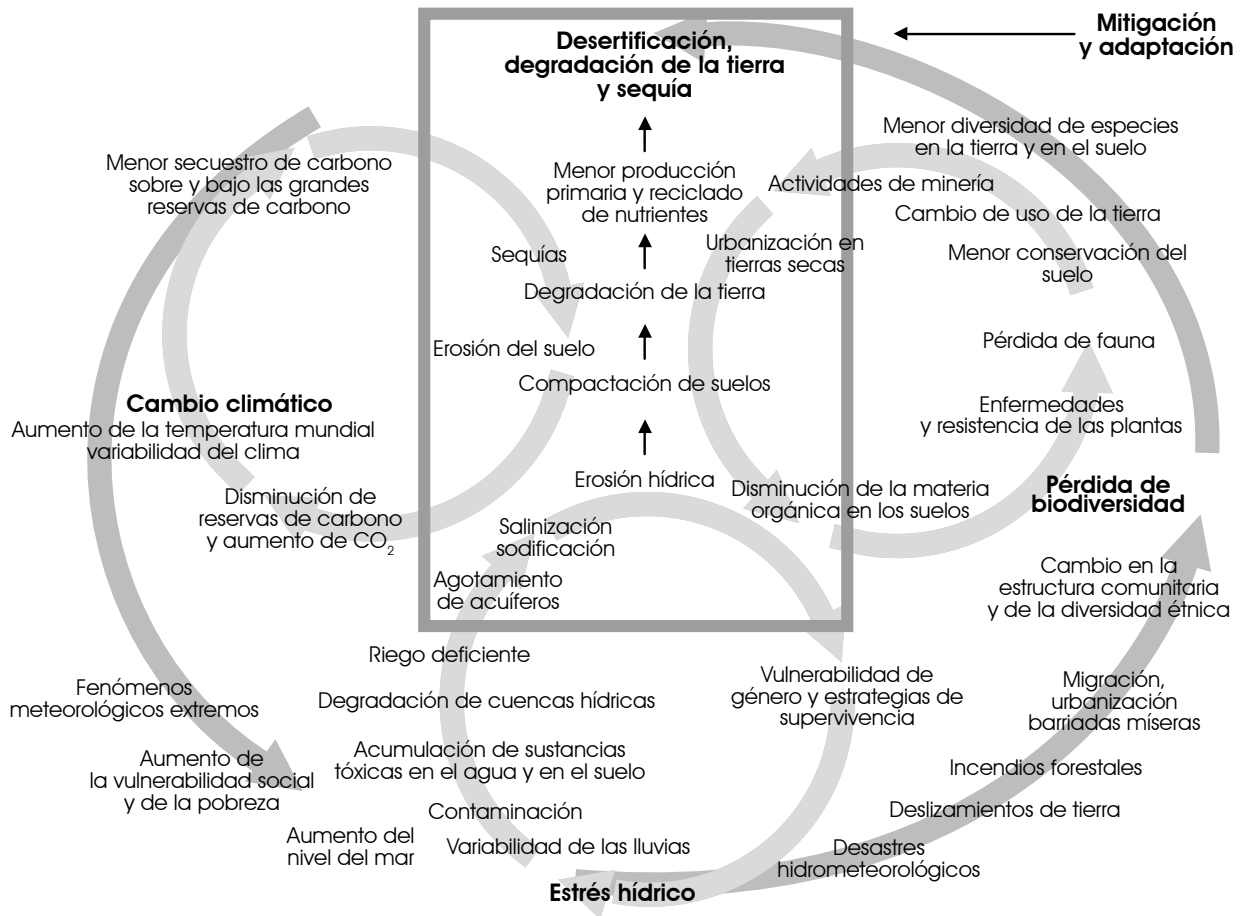 Mitigación
y adaptación
Desertificación,
degradación de la tierra
y sequía
Menor diversidad de especies
en la tierra y en el suelo
Menor secuestro de carbono
sobre y bajo las grandes
reservas de carbono
Menor producción
primaria y reciclado
de nutrientes
Actividades de minería
Cambio de uso de la tierra
Sequías
Urbanización en
tierras secas
Menor conservación del
suelo
Degradación de la tierra
Erosión del suelo
Pérdida de fauna
Compactación de suelos
Cambio climático
Aumento de la temperatura mundial
variabilidad del clima
Enfermedades
y resistencia de las plantas
Erosión hídrica
Disminución de la materia
orgánica en los suelos
Pérdida de
biodiversidad
Disminución de
reservas de carbono
y aumento de CO2
Salinización
sodificación
Agotamiento
de acuíferos
Cambio en la
estructura comunitaria
y de la diversidad étnica
Riego deficiente
Fenómenos
meteorológicos extremos
Degradación de cuencas hídricas
Vulnerabilidad de
género y estrategias de
supervivencia
Migración,
urbanización
barriadas míseras
Aumento de
la vulnerabilidad social
y de la pobreza
Acumulación de sustancias
tóxicas en el agua y en el suelo
Incendios forestales
Contaminación
Deslizamientos de tierra
Aumento del
nivel del mar
Variabilidad de las lluvias
Desastres
hidrometeorológicos
Estrés hídrico